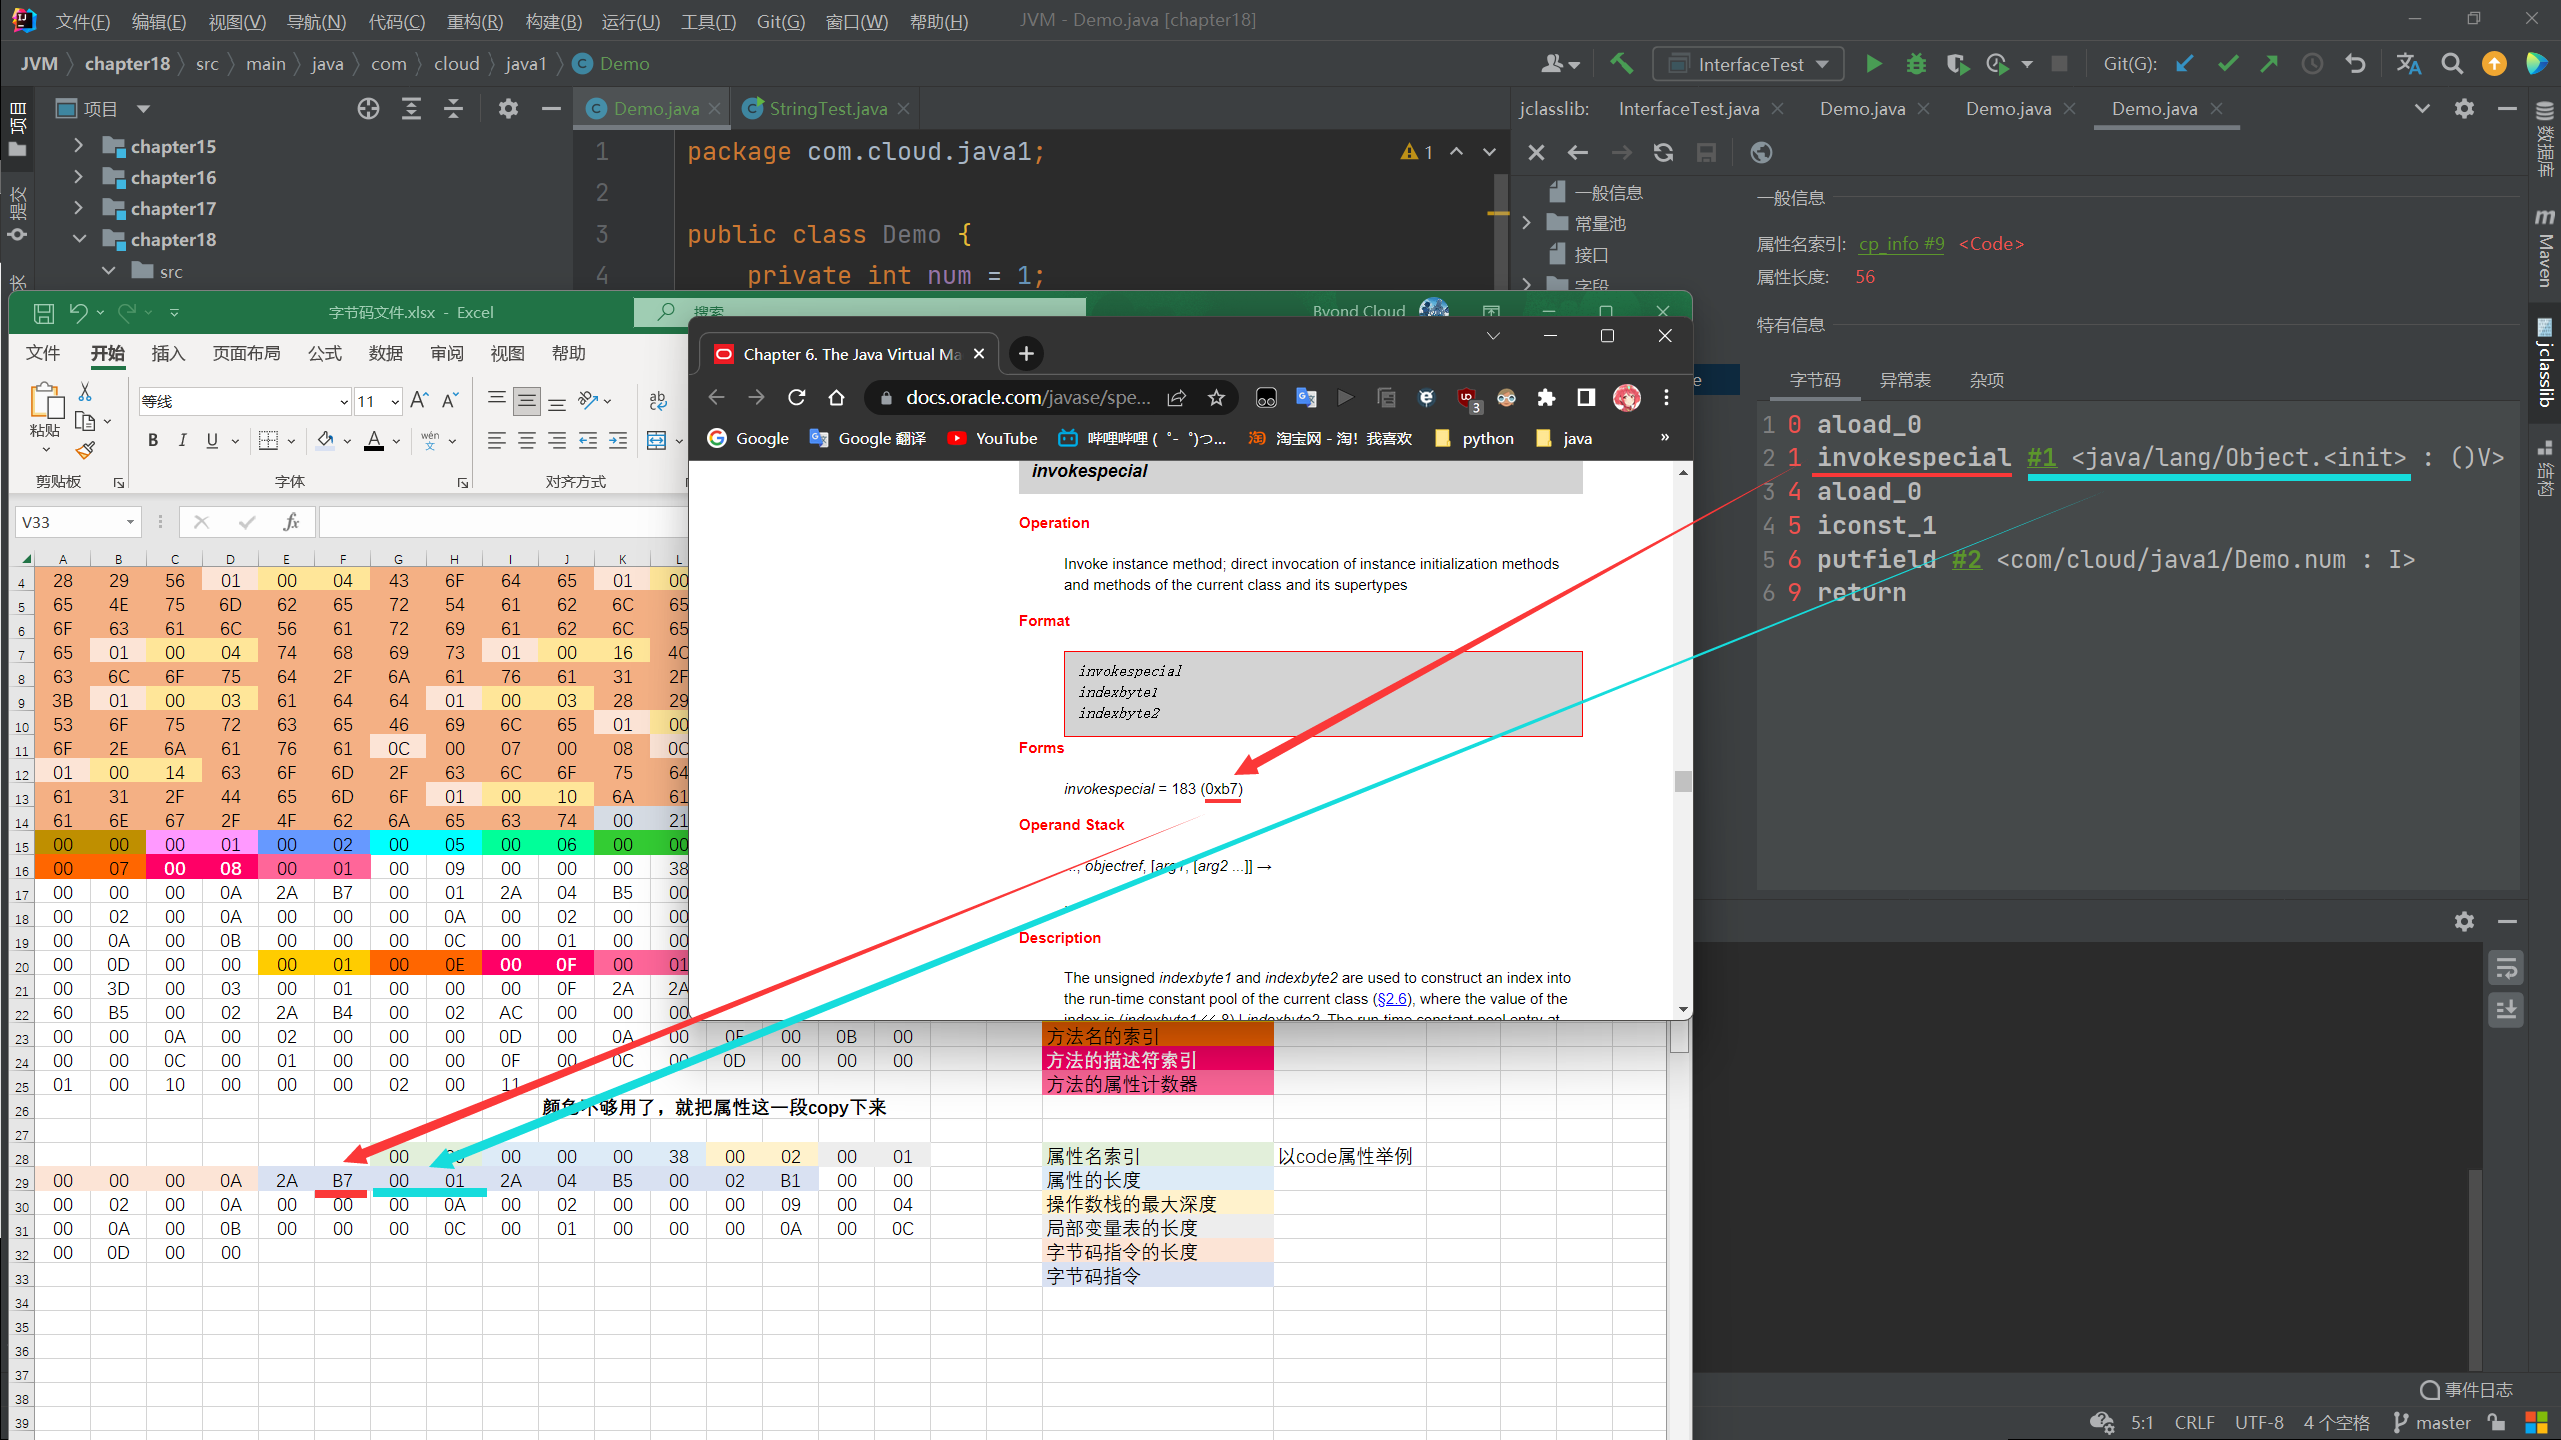 文件(F) 编辑(E) 视图(V) 导航(N) 代码(C) 重构(R) 构建(B) 运行(U) 工具(T) Git(G) 窗口(W) 帮助(H) JVM - Demo.java [chapter18]
JVM chapter18 src main java com cloud java1 Demo InterfaceTest Git(G):
项目 Demo.java StringTest.java jclasslib: InterfaceTest.java Demo.java Demo.java Demo.java
项目
提交
chapter15
chapter16
chapter17
chapter18
src
1 package com.cloud.java1;
2
3 public class Demo {
4 private int num = 1;
1
一般信息
常量池
接口
字段
一般信息
属性名索引: cp_info #9 <Code>
属性长度: 56
特有信息
字节码 异常表 杂项
1 0 aload_0
2 1 invokespecial #1 <java/lang/Object.<init> : ()V>
3 4 aload_0
4 5 iconst_1
5 6 putfield #2 <com/cloud/java1/Demo.num : I>
6 9 return
数据库
Maven
jclasslib
结构
字节码文件.xlsx - Excel 搜索 Byond Cloud
文件 开始 插入 页面布局 公式 数据 审阅 视图 帮助
粘贴
等线 11
B I U A wén 文 ab
剪贴板 字体 对齐方式
V33 fx
A B C D E F G H I J K L
4 28 29 56 01 00 04 43 6F 64 65 01 00
5 65 4E 75 6D 62 65 72 54 61 62 6C 65
6 6F 63 61 6C 56 61 72 69 61 62 6C 65
7 65 01 00 04 74 68 69 73 01 00 16 4C
8 63 6C 6F 75 64 2F 6A 61 76 61 31 2F
9 3B 01 00 03 61 64 64 01 00 03 28 29
10 53 6F 75 72 63 65 46 69 6C 65 01 00
11 6F 2E 6A 61 76 61 0C 00 07 00 08 0C
12 01 00 14 63 6F 6D 2F 63 6C 6F 75 64
13 61 31 2F 44 65 6D 6F 01 00 10 6A 61
14 61 6E 67 2F 4F 62 6A 65 63 74 00 21
15 00 00 00 01 00 02 00 05 00 06 00 00
16 00 07 00 08 00 01 00 09 00 00 00 38
17 00 00 00 0A 2A B7 00 01 2A 04 B5 00
18 00 02 00 0A 00 00 00 0A 00 02 00 00
19 00 0A 00 0B 00 00 00 0C 00 01 00 00
20 00 0D 00 00 00 01 00 0E 00 0F 00 01
21 00 3D 00 03 00 01 00 00 00 0F 2A 2A
22 60 B5 00 02 2A B4 00 02 AC 00 00 00
23 00 00 0A 00 02 00 00 00 0D 00 0A 00 0E 00 0B 00 方法名的索引
24 00 00 0C 00 01 00 00 00 0F 00 0C 00 0D 00 00 00 方法的描述符索引
25 01 00 10 00 00 00 02 00 11 方法的属性计数器
26 颜色不够用了，就把属性这一段copy下来
27
28 00 00 00 00 38 00 02 00 01 属性名索引 以code属性举例
29 00 00 00 0A 2A B7 00 01 2A 04 B5 00 02 B1 00 00 属性的长度
30 00 02 00 0A 00 00 00 0A 00 02 00 00 00 09 00 04 操作数栈的最大深度
31 00 0A 00 0B 00 00 00 0C 00 01 00 00 00 0A 00 0C 局部变量表的长度
32 00 0D 00 00 字节码指令的长度
33 字节码指令
34
35
36
37
38
39
Chapter 6. The Java Virtual Ma
docs.oracle.com/javase/spe...
3
Google Google 翻译 YouTube 哔哩哔哩 ( ゜- ゜)つ... 淘宝网 - 淘！我喜欢 python java »
invokespecial
Operation
Invoke instance method; direct invocation of instance initialization methods
and methods of the current class and its supertypes
Format
invokespecial
indexbyte1
indexbyte2
Forms
invokespecial = 183 (0xb7)
Operand Stack
..., objectref, [arg1, [arg2 ...]] →
Description
The unsigned indexbyte1 and indexbyte2 are used to construct an index into
the run-time constant pool of the current class (§2.6), where the value of the
index is (indexbyte1 << 8) | indexbyte2. The run-time constant pool entry at
事件日志
5:1 CRLF UTF-8 4 个空格 master